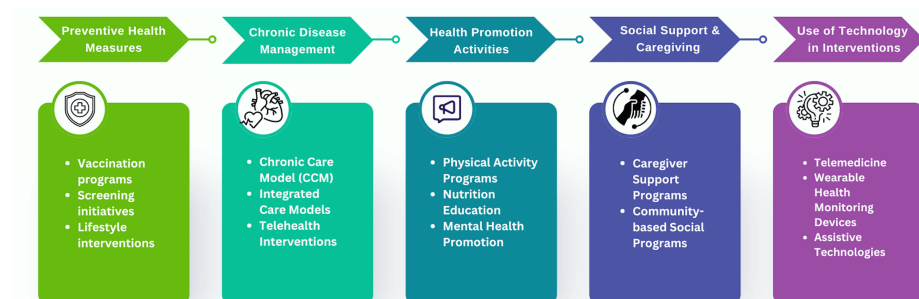 Preventive Health
Measures
Chronic Disease
Management
Health Promotion
Activities
Social Support &
Caregiving
Use of Technology
in Interventions
• Vaccination
programs
• Screening
initiatives
• Lifestyle
interventions
• Chronic Care
Model (CCM)
• Integrated
Care Models
• Telehealth
Interventions
• Physical Activity
Programs
• Nutrition
Education
• Mental Health
Promotion
• Caregiver
Support
Programs
• Community-
based Social
Programs
• Telemedicine
• Wearable
Health
Monitoring
Devices
• Assistive
Technologies